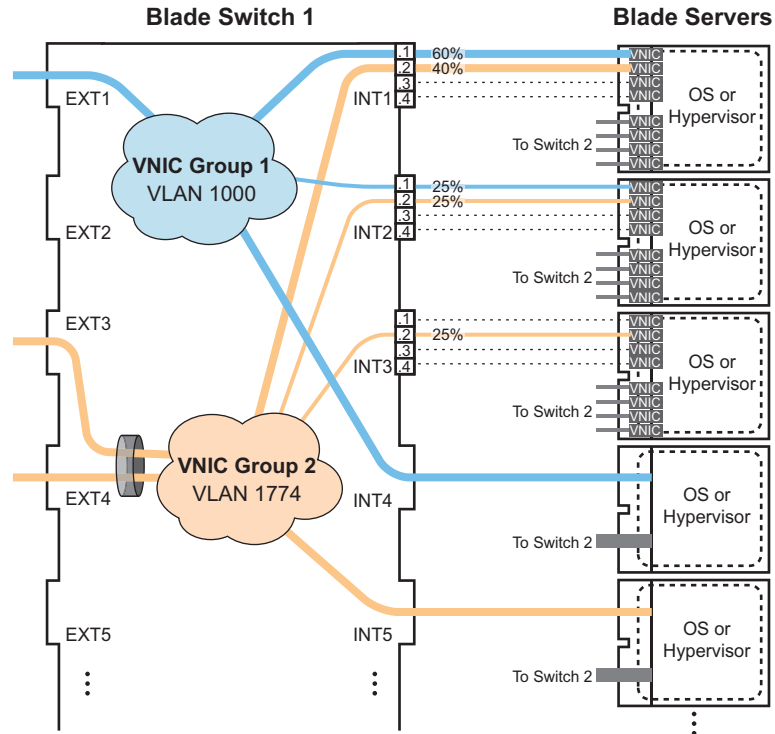 Blade Switch 1
Blade Servers
EXT1
EXT2
EXT3
EXT4
EXT5
VNIC Group 1
VLAN 1000
VNIC Group 2
VLAN 1774
INT1
.1
.2
.3
.4
60%
40%
INT2
.1
.2
.3
.4
25%
25%
INT3
.1
.2
.3
.4
25%
INT4
INT5
VNIC
VNIC
VNIC
VNIC
To Switch 2
VNIC
VNIC
VNIC
VNIC
OS or
Hypervisor
VNIC
VNIC
VNIC
VNIC
To Switch 2
VNIC
VNIC
VNIC
VNIC
OS or
Hypervisor
VNIC
VNIC
VNIC
VNIC
To Switch 2
VNIC
VNIC
VNIC
VNIC
OS or
Hypervisor
To Switch 2
OS or
Hypervisor
To Switch 2
OS or
Hypervisor